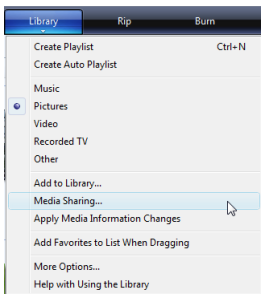 Library Rip Burn
Create Playlist Ctrl+N
Create Auto Playlist
Music
Pictures
Video
Recorded TV
Other
Add to Library...
Media Sharing...
Apply Media Information Changes
Add Favorites to List When Dragging
More Options...
Help with Using the Library